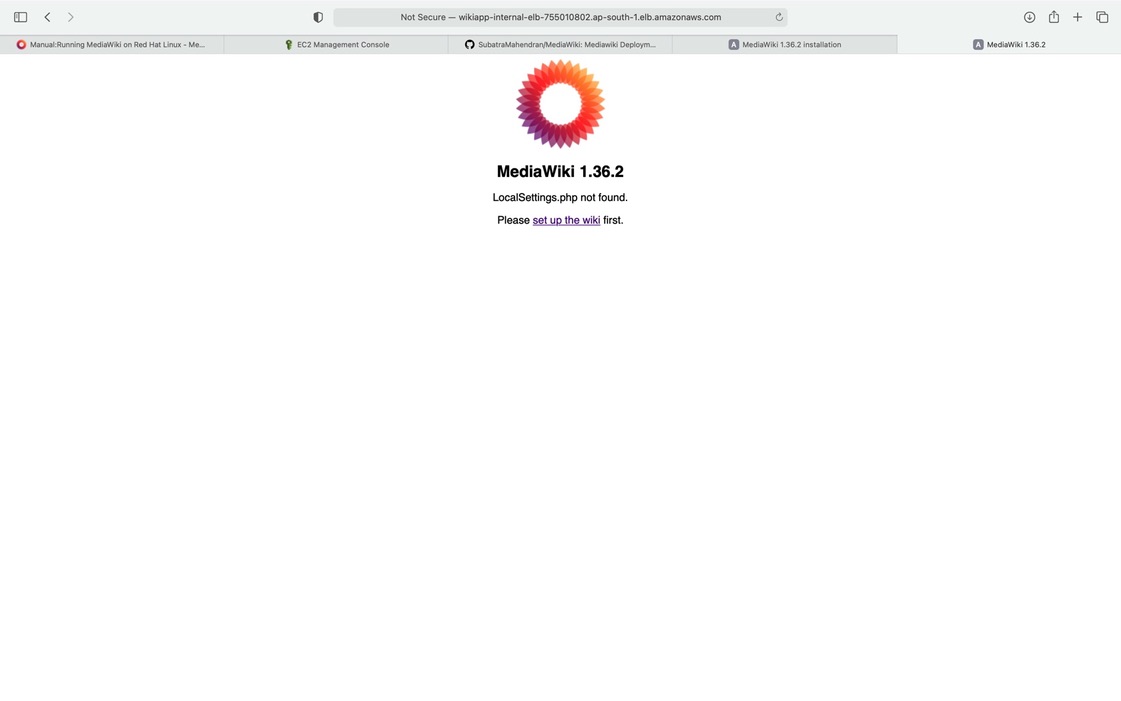 Not Secure — wikiapp-internal-elb-755010802.ap-south-1.elb.amazonaws.com
Manual:Running MediaWiki on Red Hat Linux - Me...
EC2 Management Console
SubatraMahendran/MediaWiki: Mediawiki Deploym...
A MediaWiki 1.36.2 installation
A MediaWiki 1.36.2
MediaWiki 1.36.2
LocalSettings.php not found.
Please set up the wiki first.